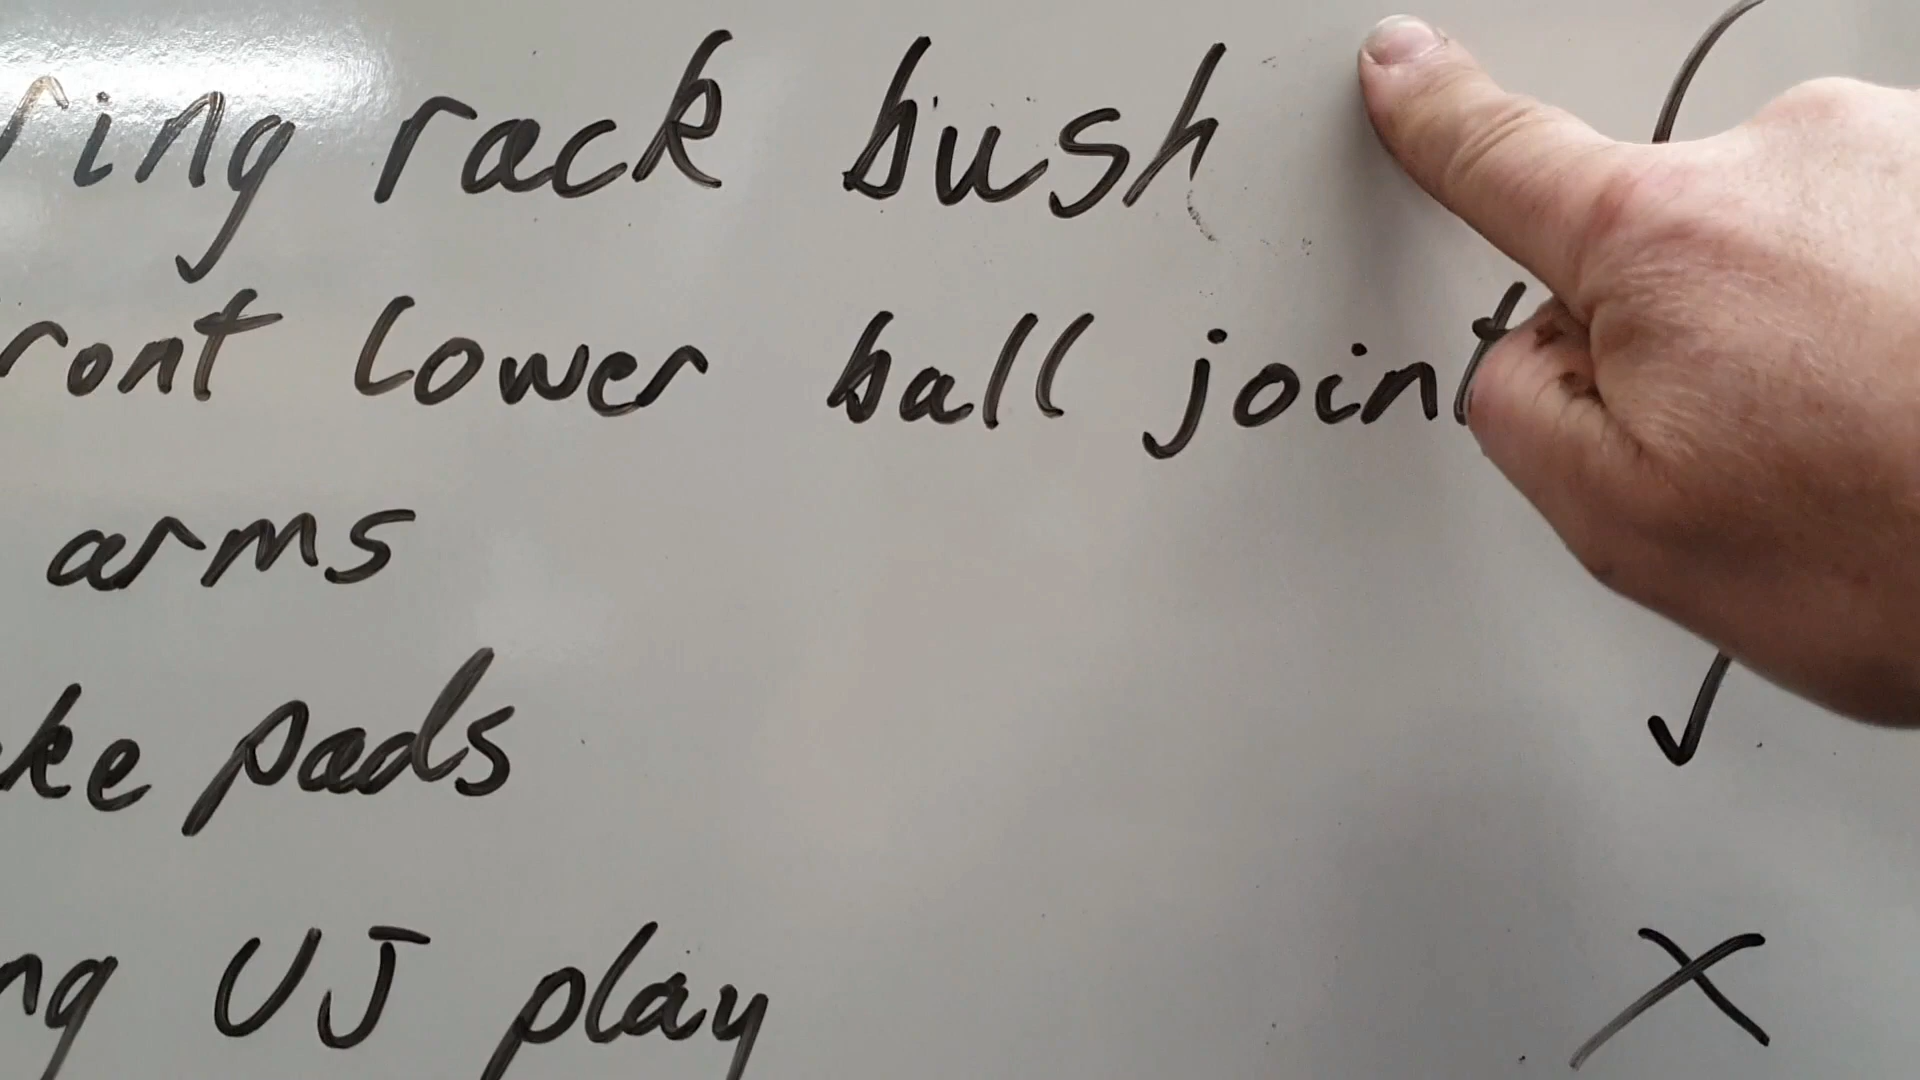 ring rack bush
ront lower ball joint
arms
ke pads
ng UJ play